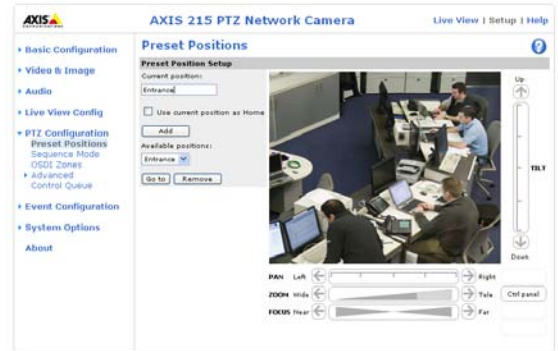 AXIS
COMMUNICATIONS
AXIS 215 PTZ Network Camera
Live View | Setup | Help
Basic Configuration
Video & Image
Audio
Live View Config
PTZ Configuration
Preset Positions
Sequence Mode
OSDI Zones
Advanced
Control Queue
Event Configuration
System Options
About
Preset Positions
?
Preset Position Setup
Current position:
Entrance
Use current position as Home
Add
Available positions:
Entrance
Go to
Remove
Up
TILT
Down
PAN Left Right
ZOOM Wide Tele
Ctrl panel
FOCUS Near Far